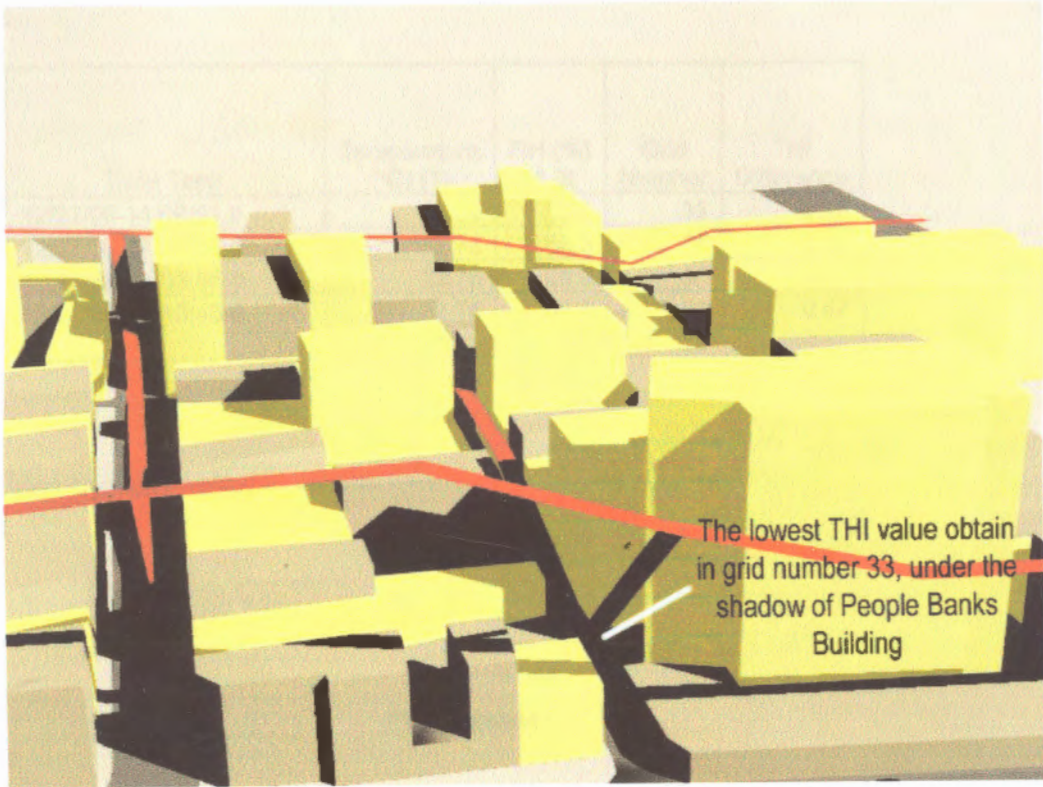 The lowest THI value obtain
in grid number 33, under the
shadow of People Banks
Building